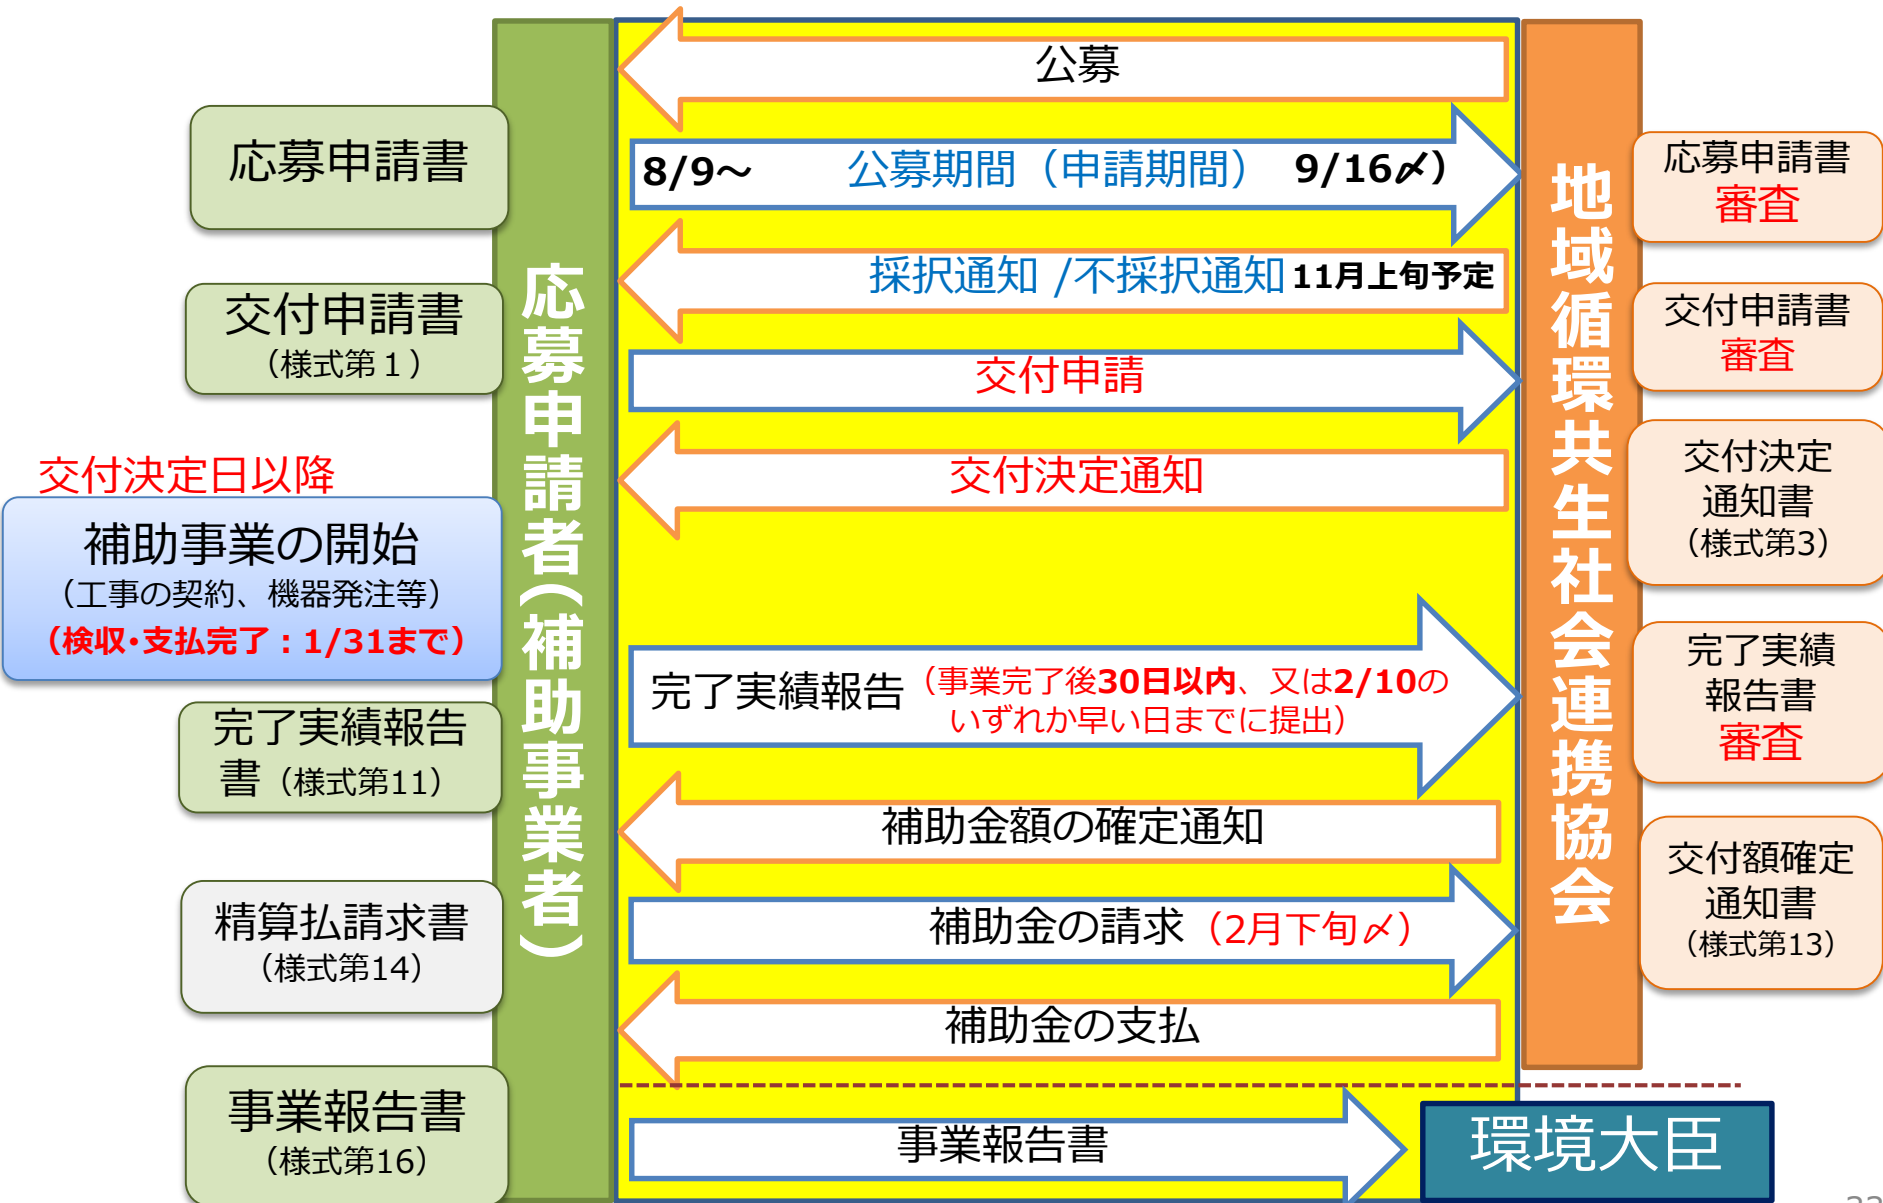 公募
応募申請書
8/9～ 公募期間（申請期間） 9/16〆）
応募申請書
審査
採択通知 /不採択通知 11月上旬予定
交付申請書
（様式第１）
交付申請書
審査
交付申請
交付決定通知
交付決定
通知書
（様式第3）
交付決定日以降
補助事業の開始
（工事の契約、機器発注等）
（検収・支払完了：1/31まで）
応募申請者（補助事業者）
地域循環共生社会連携協会
完了実績報告（事業完了後30日以内、又は2/10の
いずれか早い日までに提出）
完了実績
報告書
審査
完了実績報告
書（様式第11）
補助金額の確定通知
交付額確定
通知書
（様式第13）
精算払請求書
（様式第14）
補助金の請求（2月下旬〆）
補助金の支払
事業報告書
（様式第16）
事業報告書
環境大臣